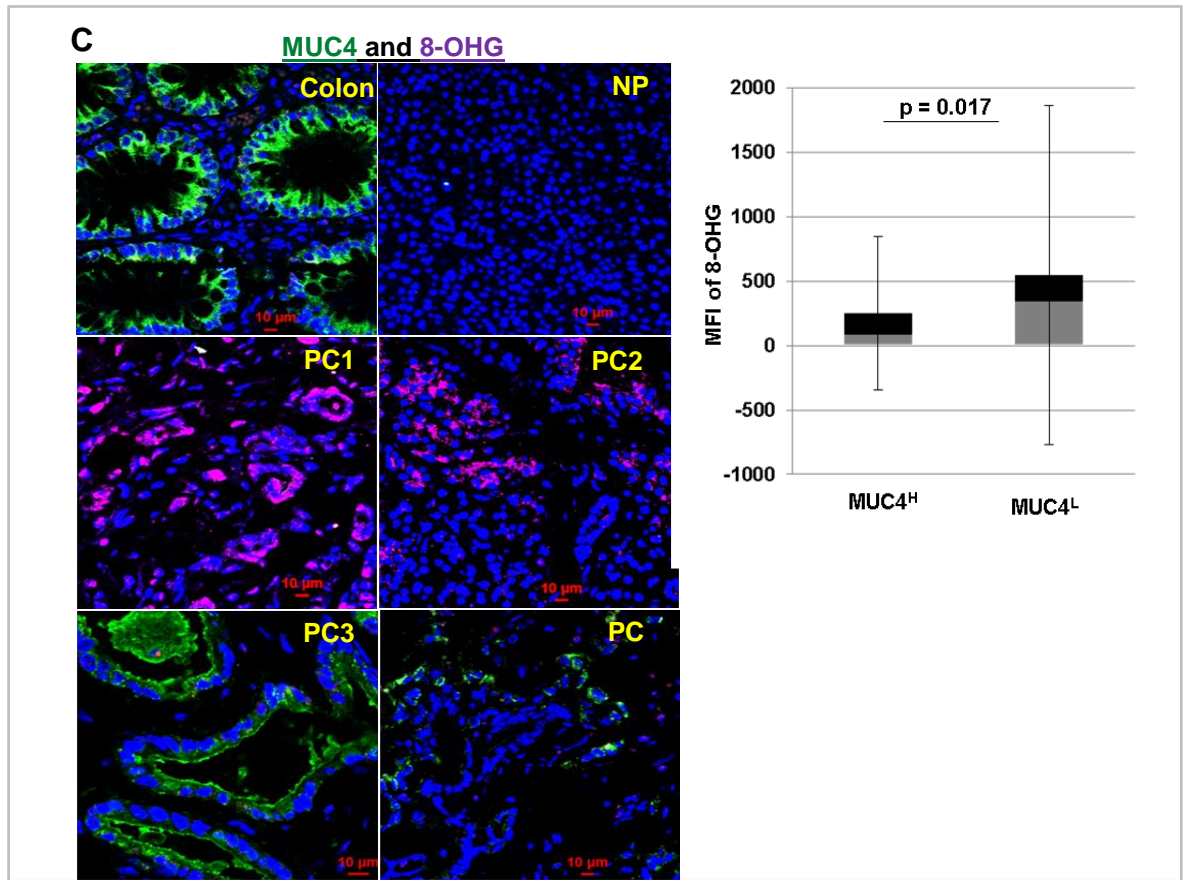 C
MUC4 and 8-OHG
Colon
10 µm
NP
10 µm
PC1
10 µm
PC2
10 µm
PC3
10 µm
PC
10 µm
2000
1500
1000
500
0
-500
-1000
MFI of 8-OHG
p = 0.017
MUC4ᴴ
MUC4ᴸ